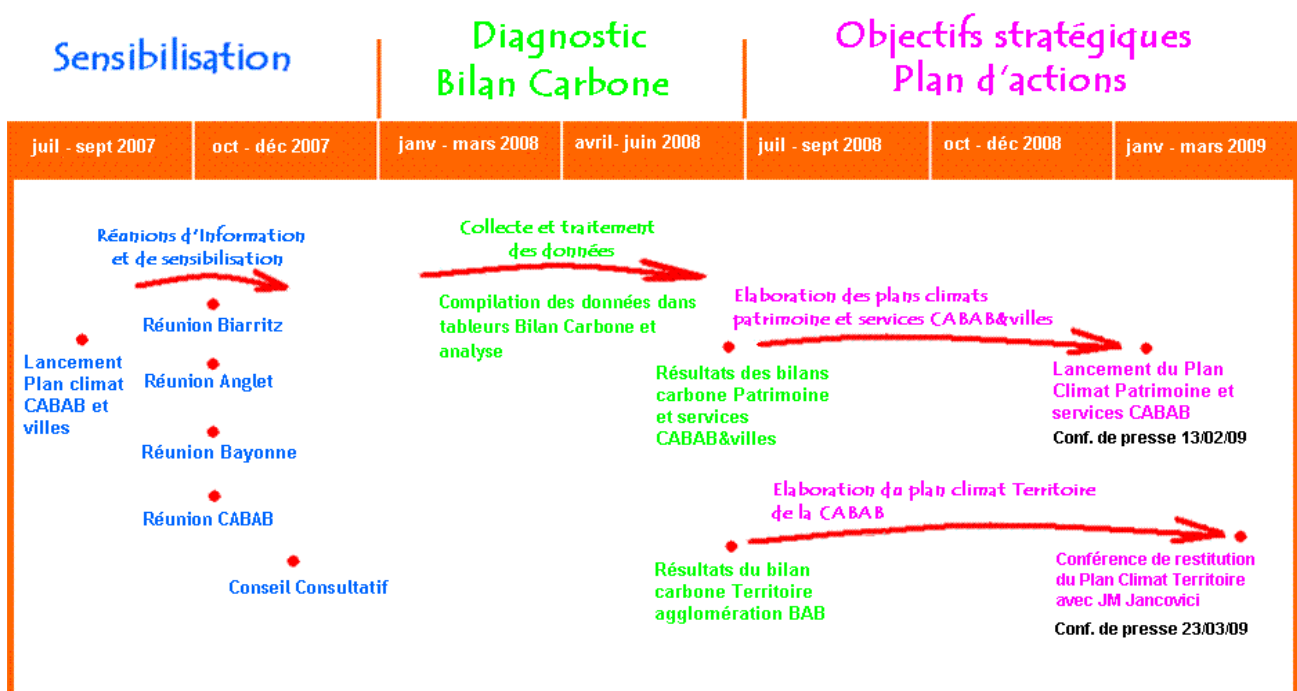 Sensibilisation
Diagnostic
Bilan Carbone
Objectifs stratégiques
Plan d'actions
juil - sept 2007
oct - déc 2007
janv - mars 2008
avril- juin 2008
juil - sept 2008
oct - déc 2008
janv - mars 2009
Réunions d'Information
et de sensibilisation
Réunion Biarritz
Lancement
Plan climat
CABAB et
villes
Réunion Anglet
Réunion Bayonne
Réunion CABAB
Conseil Consultatif
Collecte et traitement
des données
Compilation des données dans
tableurs Bilan Carbone et
analyse
Elaboration des plans climats
patrimoine et services CABAB&villes
Résultats des bilans
carbone Patrimoine
et services
CABAB&villes
Lancement du Plan
Climat Patrimoine et
services CABAB
Conf. de presse 13/02/09
Elaboration du plan climat Territoire
de la CABAB
Résultats du bilan
carbone Territoire
agglomération BAB
Conférence de restitution
du Plan Climat Territoire
avec JM Jancovici
Conf. de presse 23/03/09